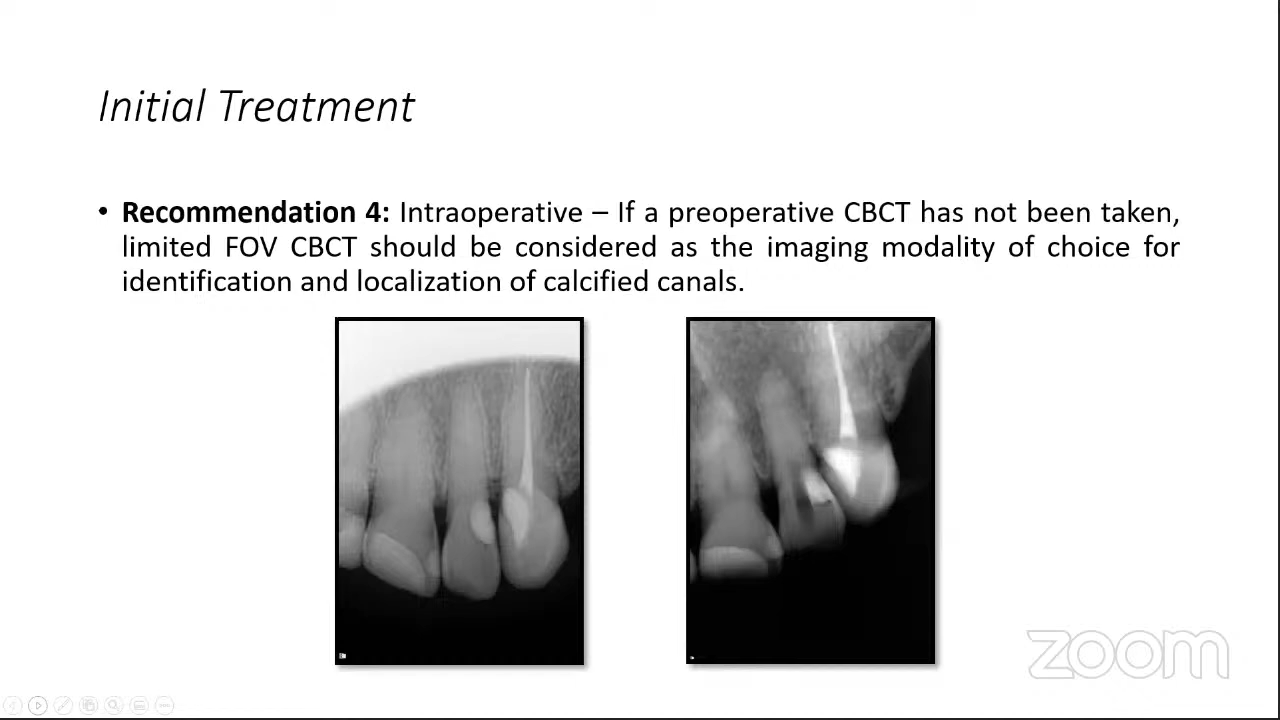 Initial Treatment
• Recommendation 4: Intraoperative – If a preoperative CBCT has not been taken,
limited FOV CBCT should be considered as the imaging modality of choice for
identification and localization of calcified canals.
zoom